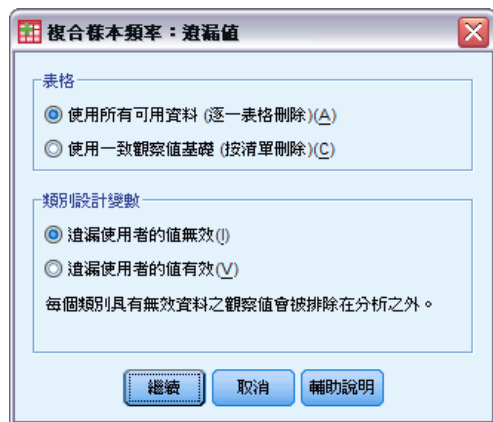 複合樣本頻率：遺漏值
表格
使用所有可用資料 (逐一表格刪除)(A)
使用一致觀察值基礎 (按清單刪除)(C)
類別設計變數
遺漏使用者的值無效(I)
遺漏使用者的值有效(V)
每個類別具有無效資料之觀察值會被排除在分析之外。
繼續
取消
輔助說明